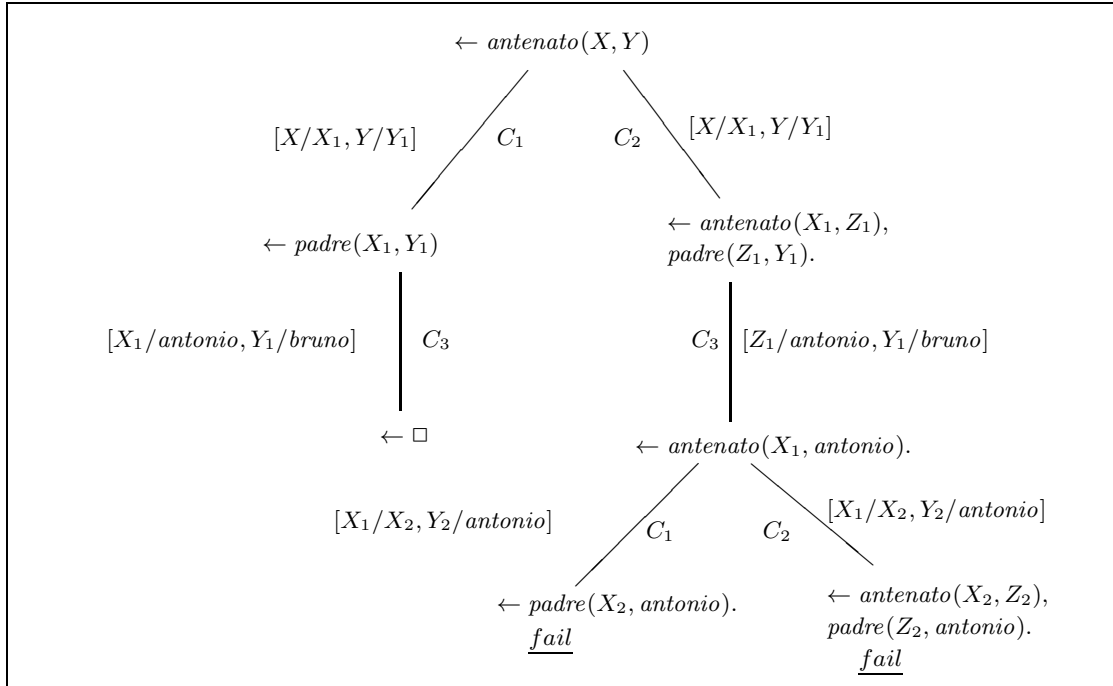 ← antenato(X, Y)
[X/X₁, Y/Y₁]
C₁
C₂
[X/X₁, Y/Y₁]
← padre(X₁, Y₁)
← antenato(X₁, Z₁),
padre(Z₁, Y₁).
[X₁/antonio, Y₁/bruno]
C₃
C₃
[Z₁/antonio, Y₁/bruno]
← □
← antenato(X₁, antonio).
[X₁/X₂, Y₂/antonio]
C₁
C₂
[X₁/X₂, Y₂/antonio]
← padre(X₂, antonio).
fail
← antenato(X₂, Z₂),
padre(Z₂, antonio).
fail